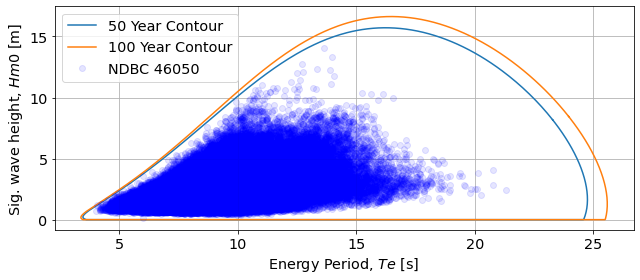 50 Year Contour
100 Year Contour
NDBC 46050
Sig. wave height, Hm0 [m]
15
10
5
0
5
10
15
20
25
Energy Period, Te [s]